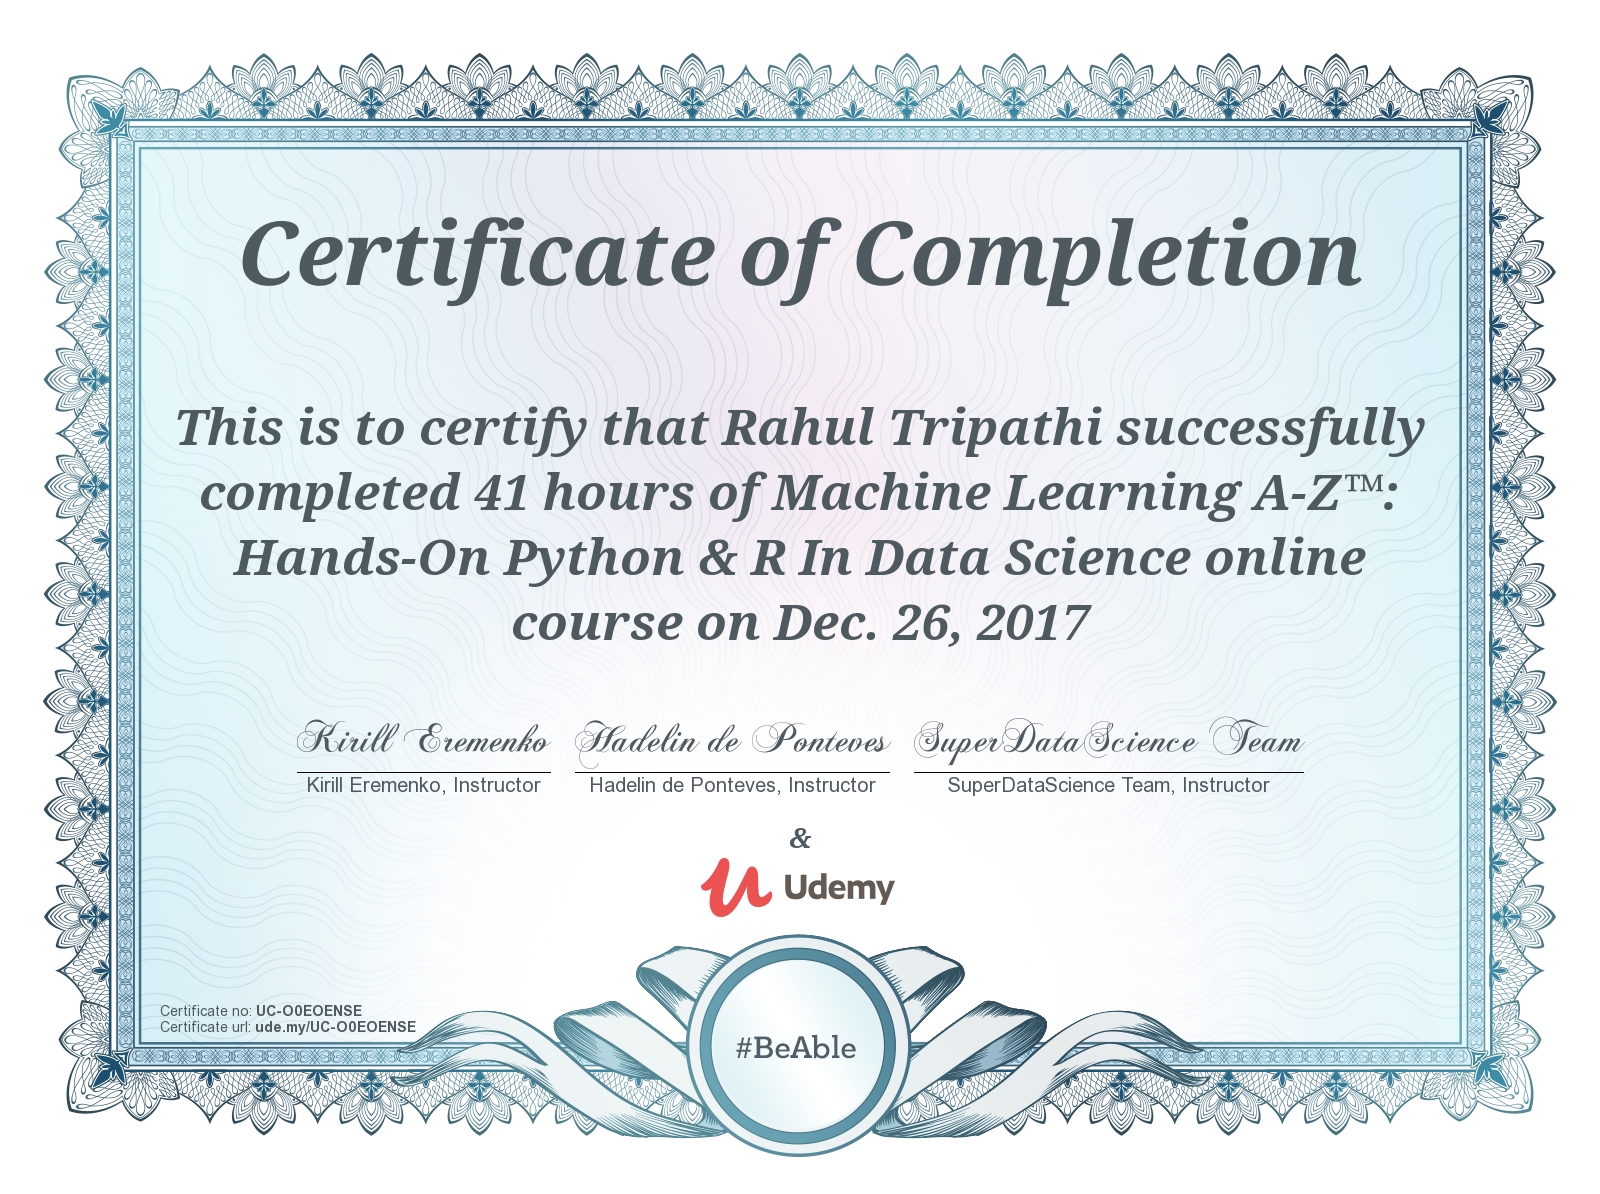 Certificate of Completion
This is to certify that Rahul Tripathi successfully
completed 41 hours of Machine Learning A-Z™:
Hands-On Python & R In Data Science online
course on Dec. 26, 2017
Kirill Eremenko Hadelin de Ponteves SuperDataScience Team
Kirill Eremenko, Instructor Hadelin de Ponteves, Instructor SuperDataScience Team, Instructor
&
Udemy
Certificate no: UC-O0EOENSE
Certificate url: ude.my/UC-O0EOENSE
#BeAble